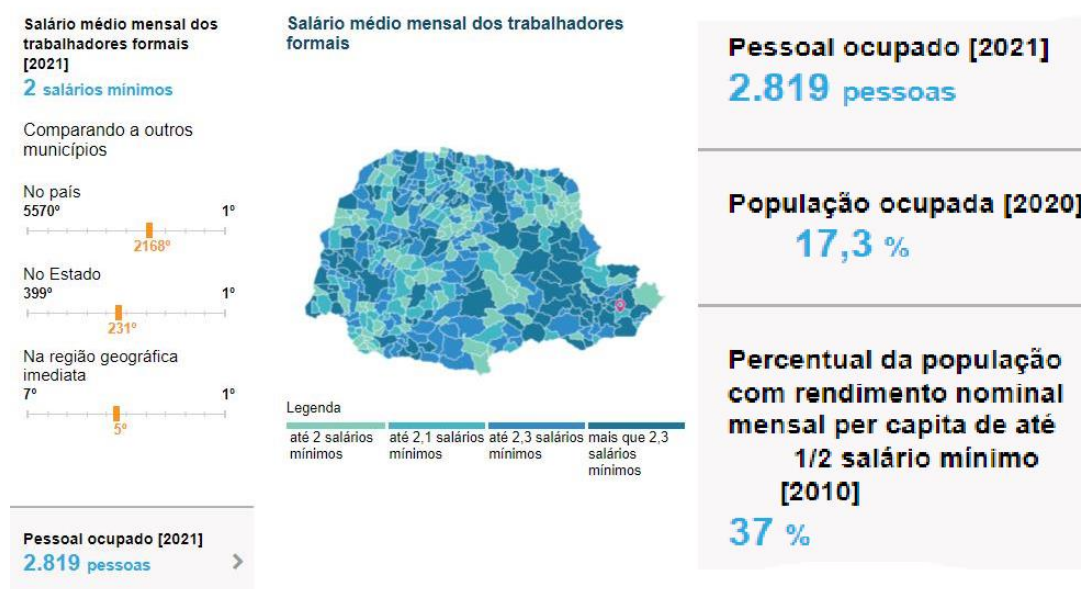 Salário médio mensal dos
trabalhadores formais
[2021]
2 salários mínimos
Comparando a outros
municípios
No país
5570º 1º
2168º
No Estado
399º 1º
231º
Na região geográfica
imediata
7º 1º
5º
Pessoal ocupado [2021]
2.819 pessoas
Salário médio mensal dos trabalhadores
formais
Legenda
até 2 salários
mínimos
até 2,1 salários
mínimos
até 2,3 salários
mínimos
mais que 2,3
salários
mínimos
Pessoal ocupado [2021]
2.819 pessoas
População ocupada [2020]
17,3 %
Percentual da população
com rendimento nominal
mensal per capita de até
1/2 salário mínimo
[2010]
37 %